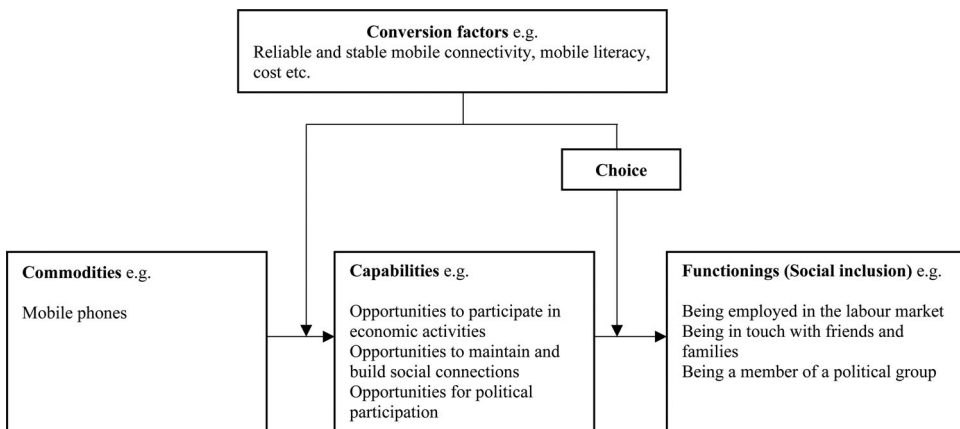 Conversion factors e.g.
Reliable and stable mobile connectivity, mobile literacy,
cost etc.
Choice
Commodities e.g.
Mobile phones
Capabilities e.g.
Opportunities to participate in
economic activities
Opportunities to maintain and
build social connections
Opportunities for political
participation
Functionings (Social inclusion) e.g.
Being employed in the labour market
Being in touch with friends and
families
Being a member of a political group